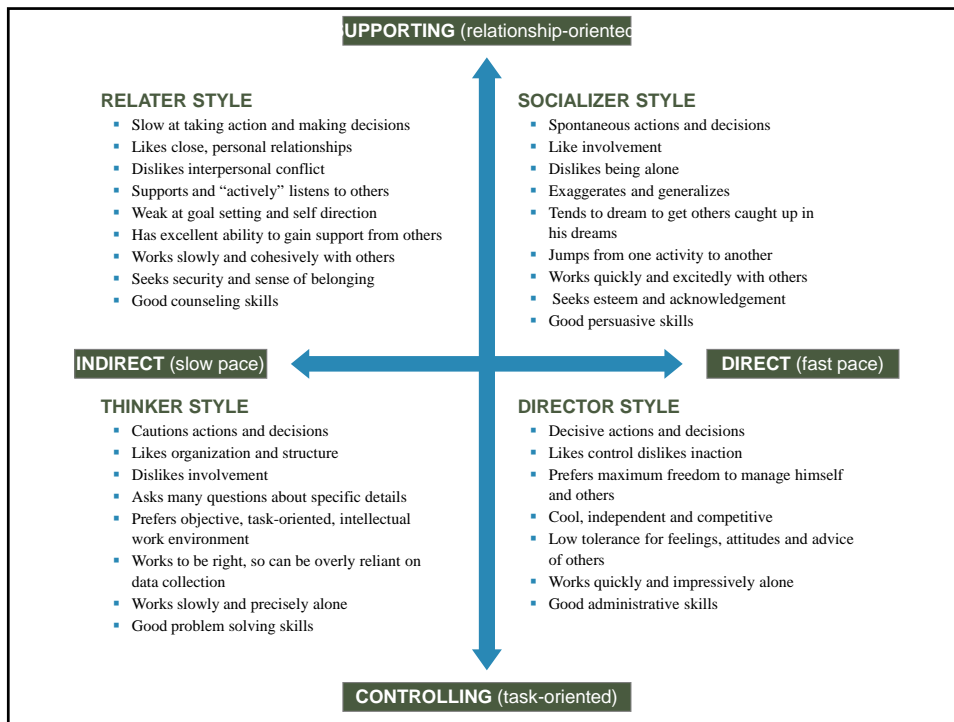 SUPPORTING (relationship-oriented
RELATER STYLE
▪ Slow at taking action and making decisions
▪ Likes close, personal relationships
▪ Dislikes interpersonal conflict
▪ Supports and “actively” listens to others
▪ Weak at goal setting and self direction
▪ Has excellent ability to gain support from others
▪ Works slowly and cohesively with others
▪ Seeks security and sense of belonging
▪ Good counseling skills
SOCIALIZER STYLE
▪ Spontaneous actions and decisions
▪ Like involvement
▪ Dislikes being alone
▪ Exaggerates and generalizes
▪ Tends to dream to get others caught up in
his dreams
▪ Jumps from one activity to another
▪ Works quickly and excitedly with others
▪ Seeks esteem and acknowledgement
▪ Good persuasive skills
INDIRECT (slow pace)
DIRECT (fast pace)
THINKER STYLE
▪ Cautions actions and decisions
▪ Likes organization and structure
▪ Dislikes involvement
▪ Asks many questions about specific details
▪ Prefers objective, task-oriented, intellectual
work environment
▪ Works to be right, so can be overly reliant on
data collection
▪ Works slowly and precisely alone
▪ Good problem solving skills
DIRECTOR STYLE
▪ Decisive actions and decisions
▪ Likes control dislikes inaction
▪ Prefers maximum freedom to manage himself
and others
▪ Cool, independent and competitive
▪ Low tolerance for feelings, attitudes and advice
of others
▪ Works quickly and impressively alone
▪ Good administrative skills
CONTROLLING (task-oriented)